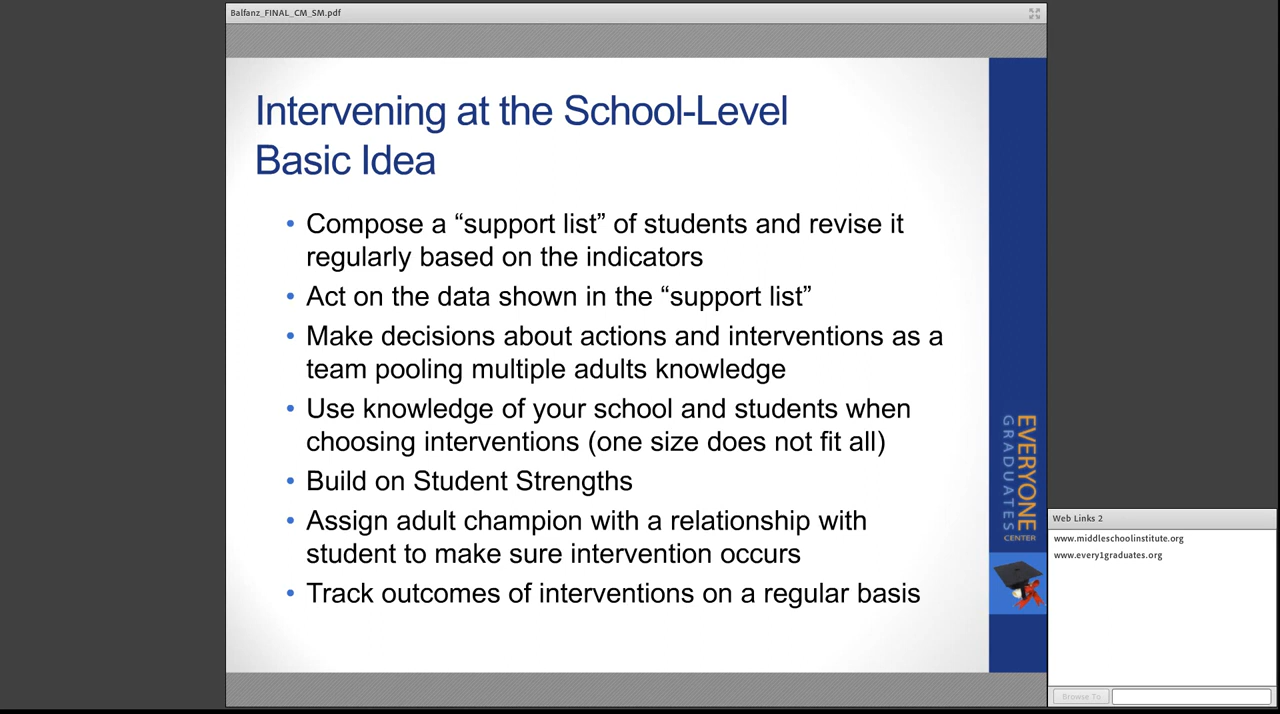 Balfanz_FINAL_CM_SM.pdf
Intervening at the School-Level
Basic Idea
• Compose a “support list” of students and revise it
regularly based on the indicators
• Act on the data shown in the “support list”
• Make decisions about actions and interventions as a
team pooling multiple adults knowledge
• Use knowledge of your school and students when
choosing interventions (one size does not fit all)
• Build on Student Strengths
• Assign adult champion with a relationship with
student to make sure intervention occurs
• Track outcomes of interventions on a regular basis
EVERYONE
GRADUATES
CENTER
Web Links 2
www.middleschoolinstitute.org
www.every1graduates.org
Browse To